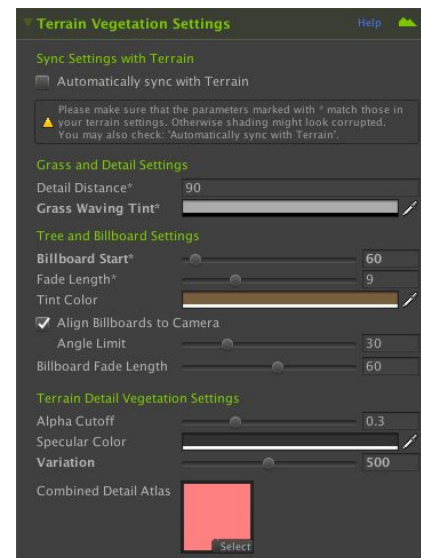 Terrain Vegetation Settings Help
Sync Settings with Terrain
Automatically sync with Terrain
Please make sure that the parameters marked with * match those in
your terrain settings. Otherwise shading might look corrupted.
You may also check: 'Automatically sync with Terrain'.
Grass and Detail Settings
Detail Distance* 90
Grass Waving Tint*
Tree and Billboard Settings
Billboard Start* 60
Fade Length* 9
Tint Color
Align Billboards to Camera
Angle Limit 30
Billboard Fade Length 60
Terrain Detail Vegetation Settings
Alpha Cutoff 0.3
Specular Color
Variation 500
Combined Detail Atlas
Select